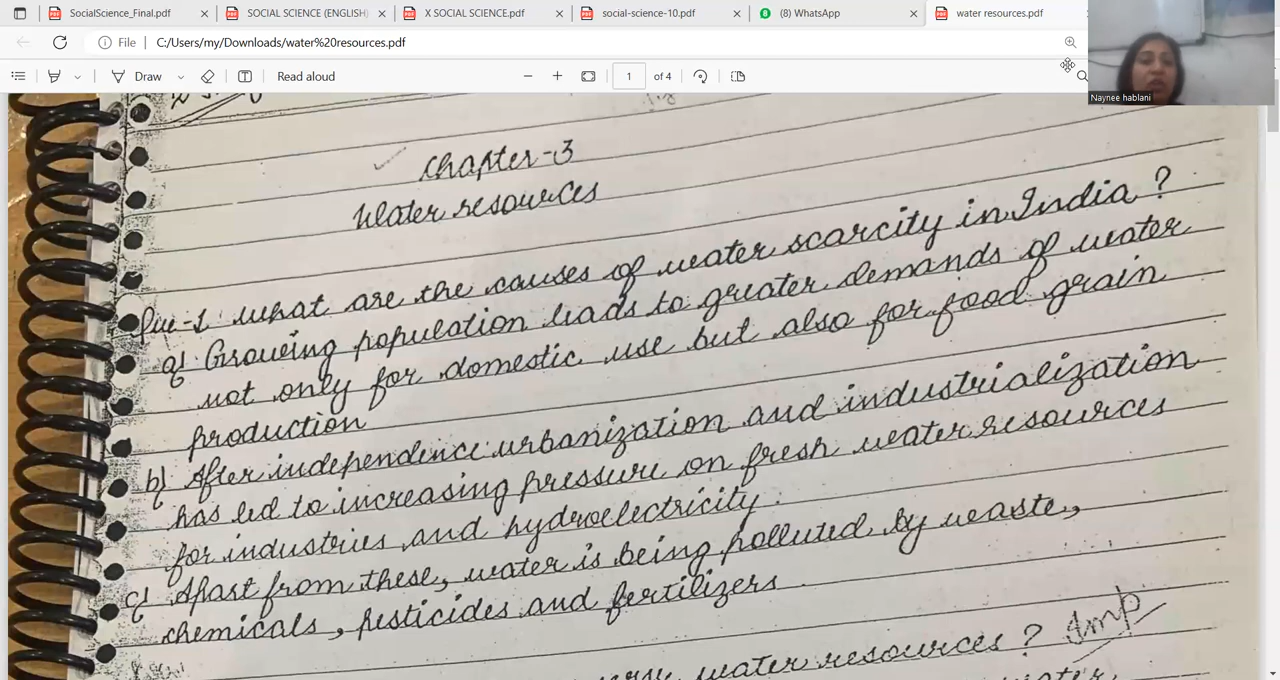 SocialScience_Final.pdf
SOCIAL SCIENCE (ENGLISH)
X SOCIAL SCIENCE.pdf
social-science-10.pdf
(8) WhatsApp
water resources.pdf
File
C:/Users/my/Downloads/water%20resources.pdf
Draw
Read aloud
1 of 4
Naynee hablani
Chapter-3
Water resources
Que-1 what are the causes of water scarcity in India?
a) Growing population leads to greater demands of water
not only for domestic use but also for food grain
production
b) After independence urbanization and industrialization
has led to increasing pressure on fresh water resources
for industries and hydroelectricity.
c) Apart from these, water is being polluted by waste,
chemicals, pesticides and fertilizers
water resources? Imp
water